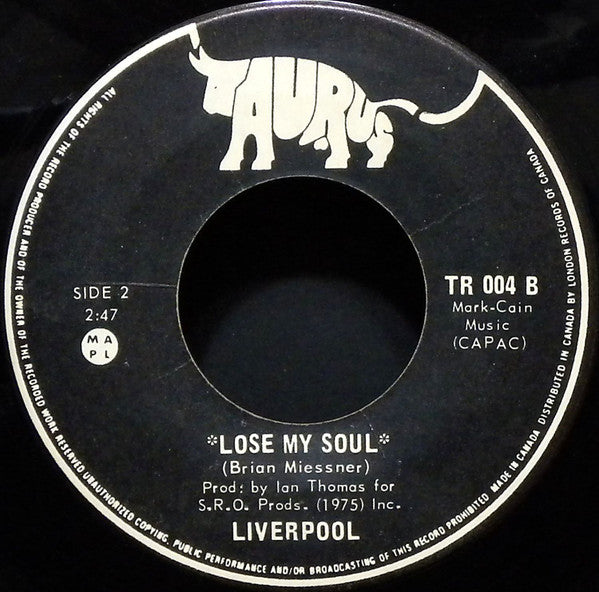 TAURUS
SIDE 2
2:47
M A
P L
TR 004 B
Mark-Cain
Music
(CAPAC)
*LOSE MY SOUL*
(Brian Miessner)
Prod: by Ian Thomas for
S.R.O. Prods. (1975) Inc.
LIVERPOOL
ALL RIGHTS OF THE RECORD PRODUCER AND OF THE OWNER OF THE RECORDED WORK RESERVED UNAUTHORIZED COPYING, PUBLIC PERFORMANCE AND/OR BROADCASTING OF THIS RECORD PROHIBITED MADE IN CANADA DISTRIBUTED IN CANADA BY LONDON RECORDS OF CANADA